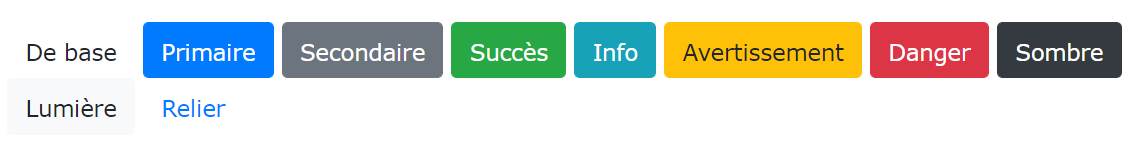 De base Primaire Secondaire Succès Info Avertissement Danger Sombre
Lumière Relier